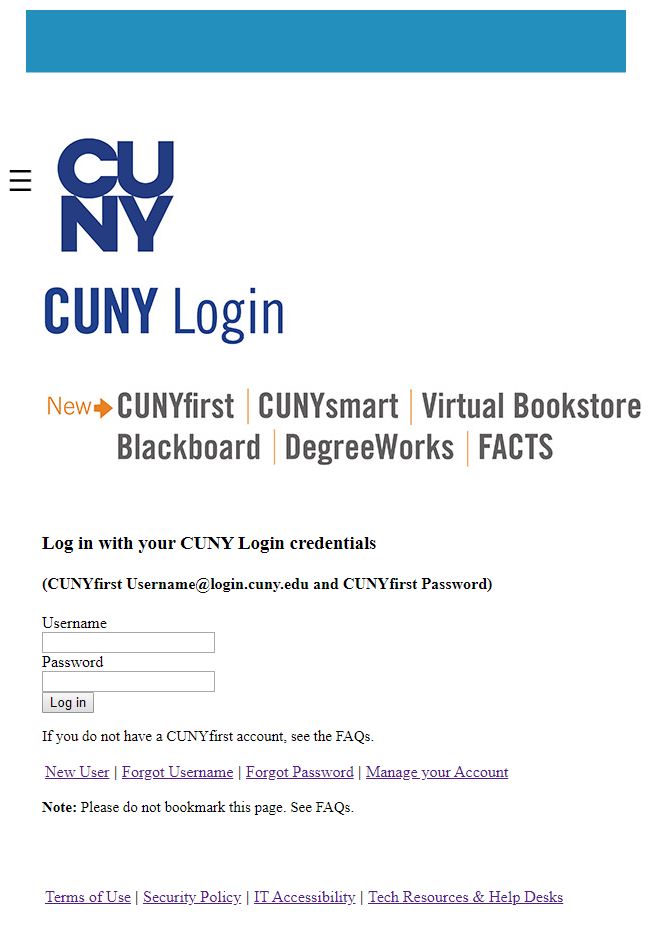 CU
NY
CUNY Login
New CUNYfirst | CUNYsmart | Virtual Bookstore
Blackboard | DegreeWorks | FACTS
Log in with your CUNY Login credentials
(CUNYfirst Username@login.cuny.edu and CUNYfirst Password)
Username
Password
Log in
If you do not have a CUNYfirst account, see the FAQs.
New User | Forgot Username | Forgot Password | Manage your Account
Note: Please do not bookmark this page. See FAQs.
Terms of Use | Security Policy | IT Accessibility | Tech Resources & Help Desks